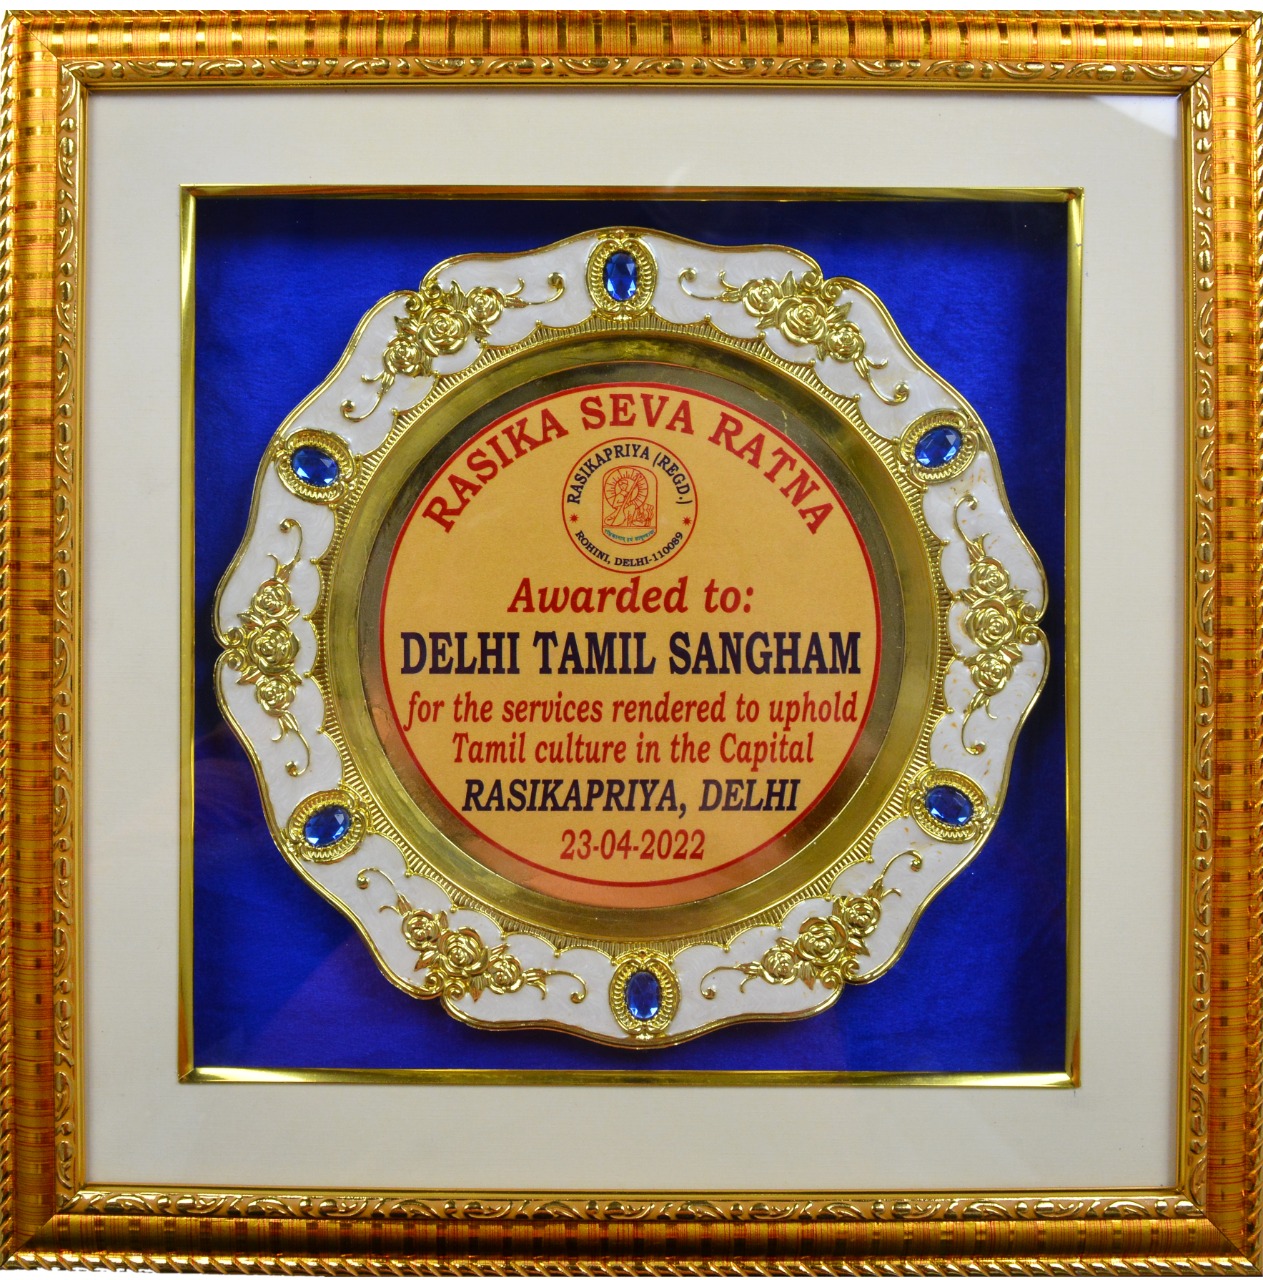 RASIKA SEVA RATNA
RASIKAPRIYA (REGD.)
ROHINI, DELHI-110089
Awarded to:
DELHI TAMIL SANGHAM
for the services rendered to uphold
Tamil culture in the Capital
RASIKAPRIYA, DELHI
23-04-2022